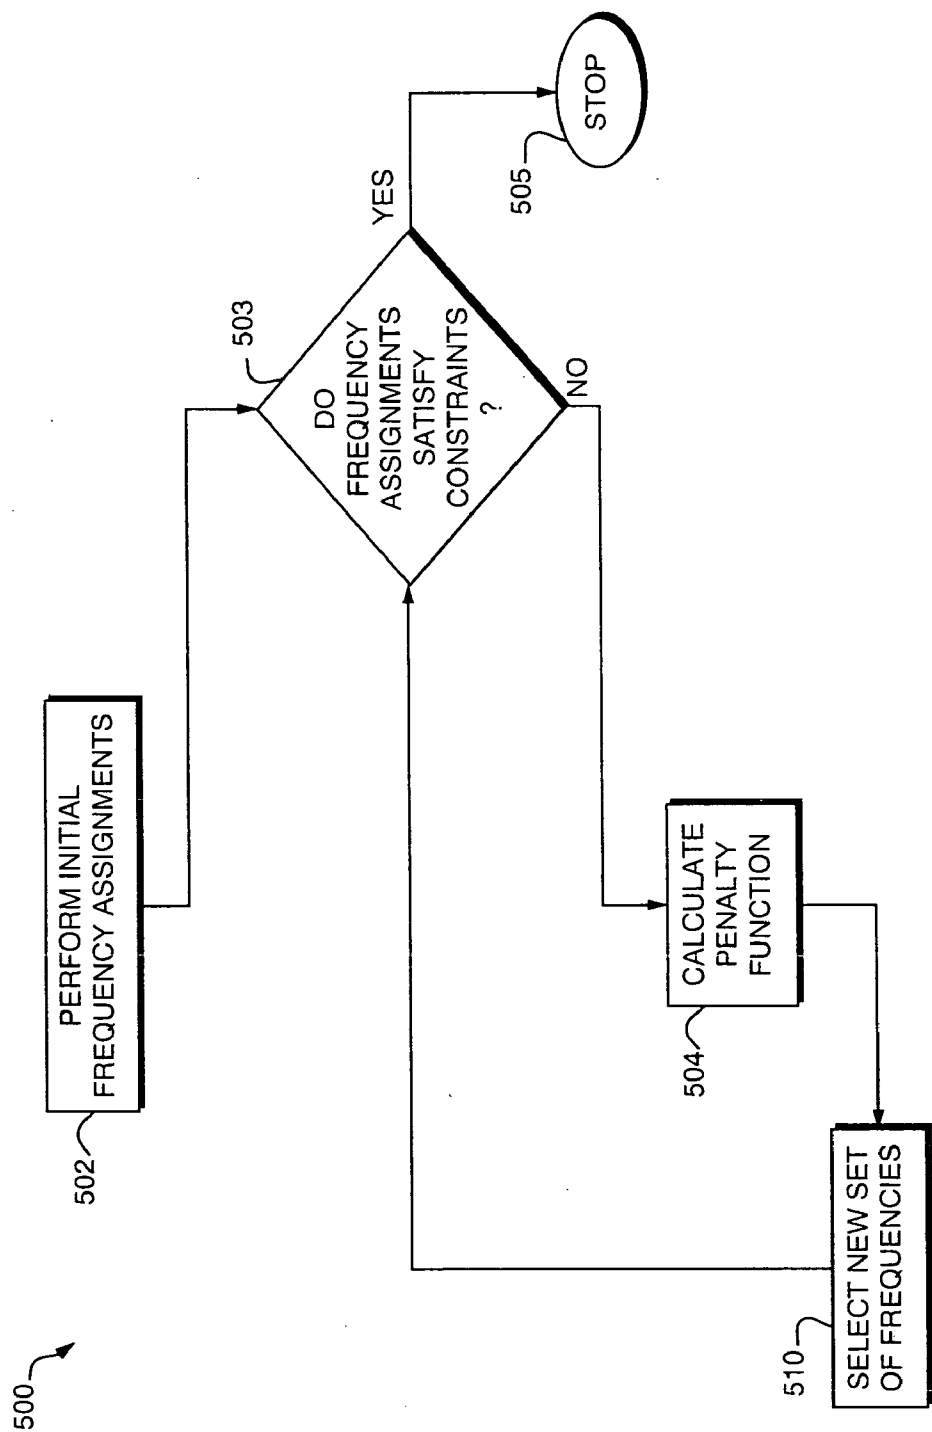 500
502
PERFORM INITIAL
FREQUENCY ASSIGNMENTS
503
DO
FREQUENCY
ASSIGNMENTS
SATISFY
CONSTRAINTS
?
YES
505
STOP
NO
504
CALCULATE
PENALTY
FUNCTION
510
SELECT NEW SET
OF FREQUENCIES